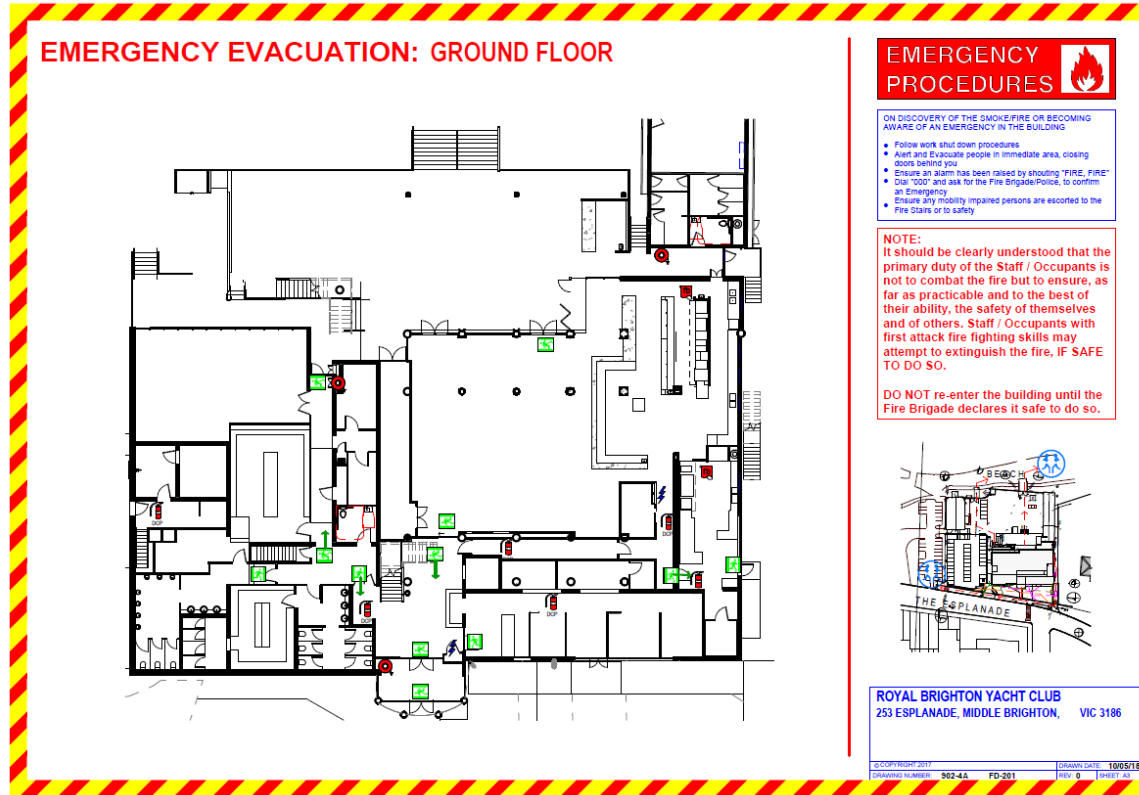 EMERGENCY EVACUATION: GROUND FLOOR
EMERGENCY
PROCEDURES
ON DISCOVERY OF THE SMOKE/FIRE OR BECOMING
AWARE OF AN EMERGENCY IN THE BUILDING
Follow work shut down procedures
Alert and Evacuate people in immediate area, closing
doors behind you
Ensure an alarm has been raised by shouting "FIRE, FIRE"
Dial "000" and ask for the Fire Brigade/Police, to confirm
an Emergency
Ensure any mobility impaired persons are escorted to the
Fire Stairs or to safety
NOTE:
It should be clearly understood that the
primary duty of the Staff / Occupants is
not to combat the fire but to ensure, as
far as practicable and to the best of
their ability, the safety of themselves
and of others. Staff / Occupants with
first attack fire fighting skills may
attempt to extinguish the fire, IF SAFE
TO DO SO.
DO NOT re-enter the building until the
Fire Brigade declares it safe to do so.
DCP
DCP
DCP
DCP
DCP
BEACH
THE ESPLANADE
ROYAL BRIGHTON YACHT CLUB
253 ESPLANADE, MIDDLE BRIGHTON, VIC 3186
© COPYRIGHT 2017 DRAWN DATE: 10/05/18
DRAWING NUMBER: 902-4A FD-201 REV: 0 SHEET: A3